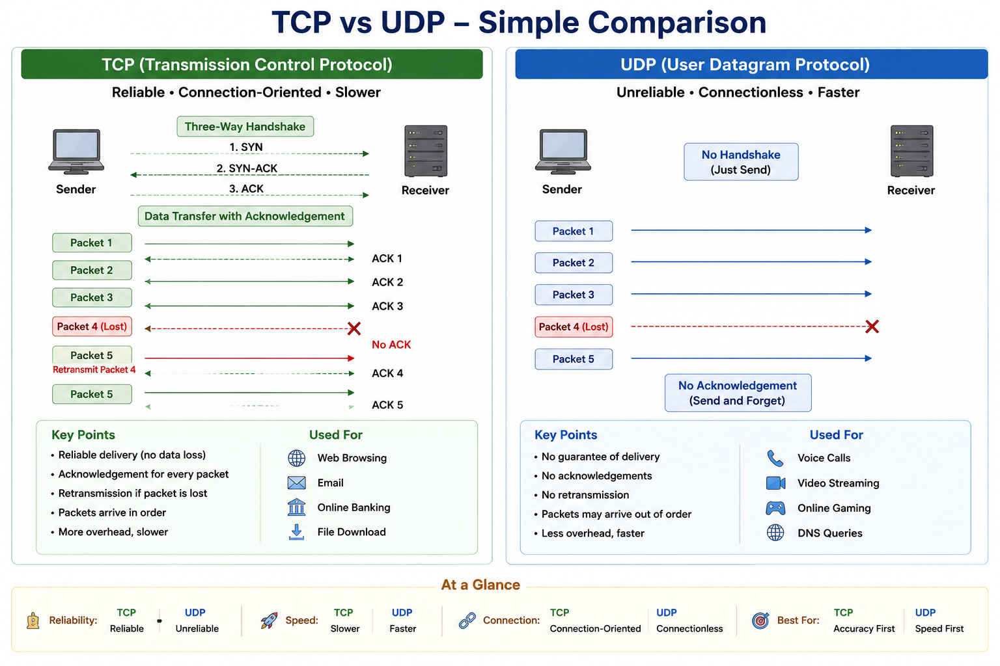 TCP vs UDP – Simple Comparison
TCP (Transmission Control Protocol)
Reliable • Connection-Oriented • Slower
Three-Way Handshake
1. SYN
2. SYN-ACK
3. ACK
Sender
Receiver
Data Transfer with Acknowledgement
Packet 1
ACK 1
Packet 2
ACK 2
Packet 3
ACK 3
Packet 4 (Lost)
No ACK
Packet 5
Retransmit Packet 4
ACK 4
Packet 5
ACK 5
Key Points
• Reliable delivery (no data loss)
• Acknowledgement for every packet
• Retransmission if packet is lost
• Packets arrive in order
• More overhead, slower
Used For
Web Browsing
Email
Online Banking
File Download
UDP (User Datagram Protocol)
Unreliable • Connectionless • Faster
No Handshake
(Just Send)
Sender
Receiver
Packet 1
Packet 2
Packet 3
Packet 4 (Lost)
Packet 5
No Acknowledgement
(Send and Forget)
Key Points
• No guarantee of delivery
• No acknowledgements
• No retransmission
• Packets may arrive out of order
• Less overhead, faster
Used For
Voice Calls
Video Streaming
Online Gaming
DNS Queries
At a Glance
Reliability:
TCP
Reliable
UDP
Unreliable
Speed:
TCP
Slower
UDP
Faster
Connection:
TCP
Connection-Oriented
UDP
Connectionless
Best For:
TCP
Accuracy First
UDP
Speed First